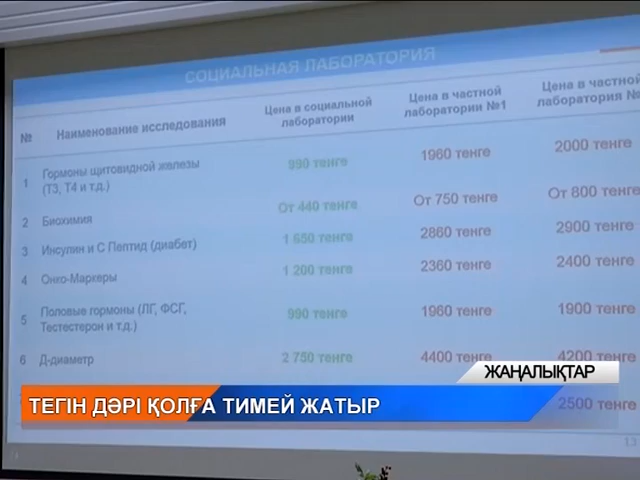 СОЦИАЛЬНАЯ ЛАБОРАТОРИЯ
№ Наименование исследования Цена в социальной лаборатории Цена в частной лаборатории №1 Цена в частной лаборатория №
1 Гормоны щитовидной железы (Т3, Т4 и т.д.) 990 тенге 1960 тенге 2000 тенге
2 Биохимия От 440 тенге От 750 тенге От 800 тенге
3 Инсулин и С Пептид (диабет) 1 650 тенге 2860 тенге 2900 тенге
4 Онко-Маркеры 1 200 тенге 2360 тенге 2400 тенге
5 Половые гормоны (ЛГ, ФСГ, Тестестерон и т.д.) 990 тенге 1960 тенге 1900 тенге
6 Д-диаметр 2 750 тенге 4400 тенге 4200 тенге
2500 тенге
ЖАҢАЛЫҚТАР
ТЕГІН ДӘРІ ҚОЛҒА ТИМЕЙ ЖАТЫР
13